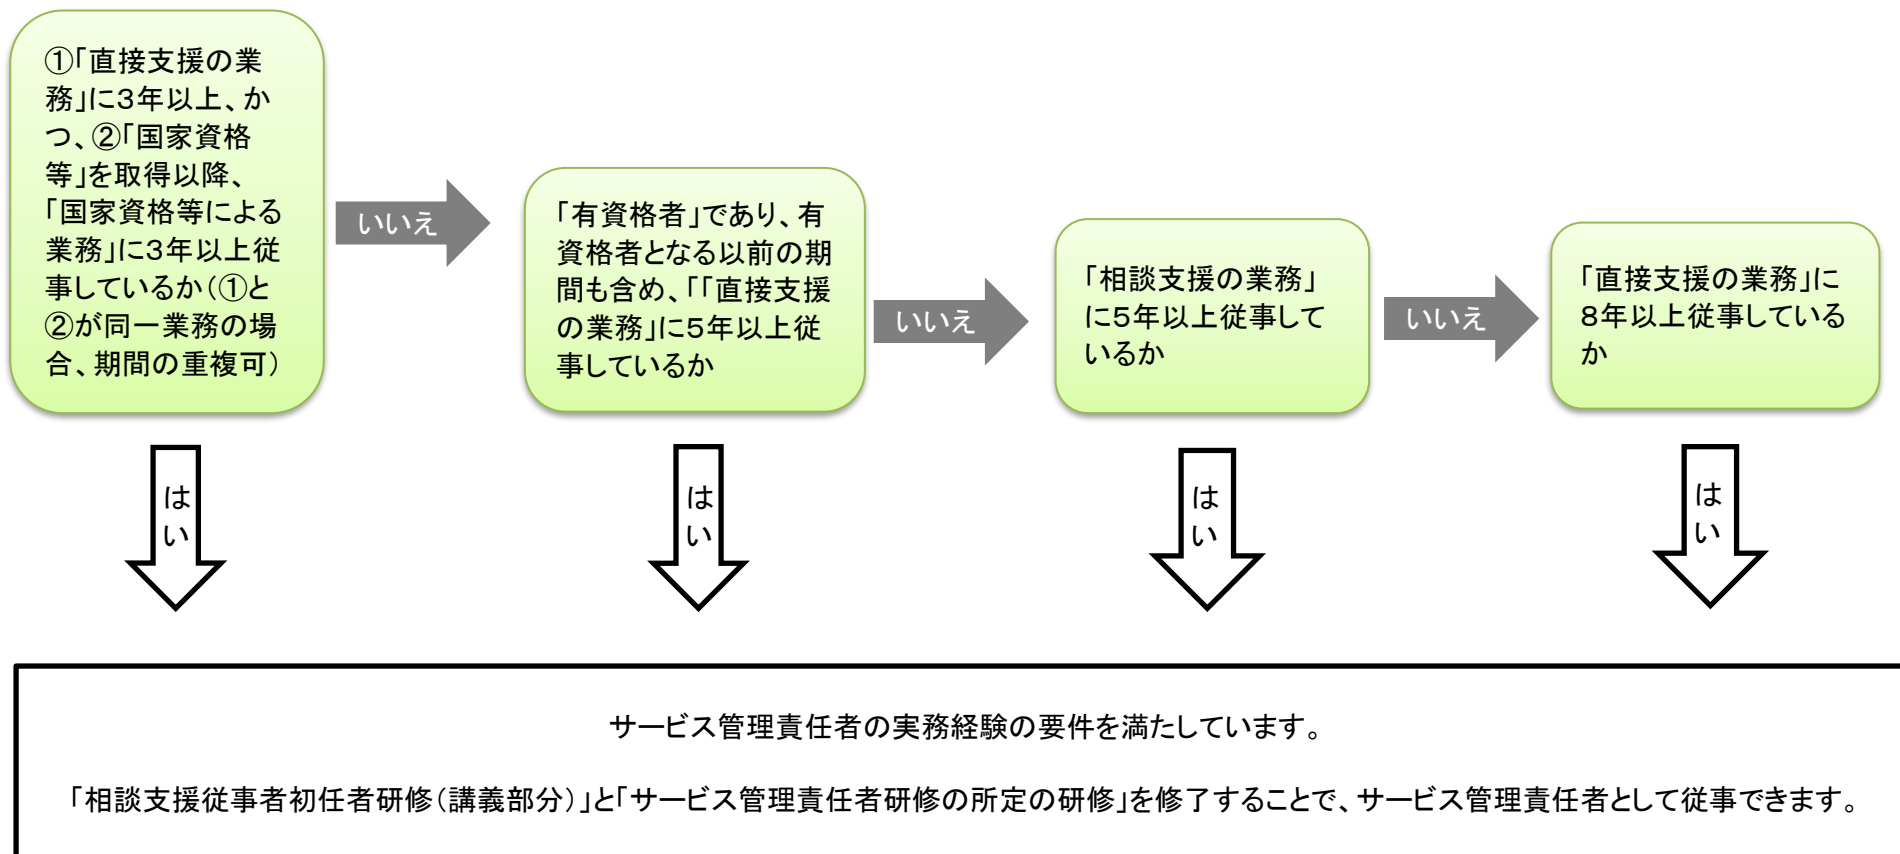 ①「直接支援の業
務」に3年以上、か
つ、②「国家資格
等」を取得以降、
「国家資格等による
業務」に3年以上従
事しているか（①と
②が同一業務の場
合、期間の重複可）
いいえ
「有資格者」であり、有
資格者となる以前の期
間も含め、「「直接支援
の業務」に5年以上従
事しているか
いいえ
「相談支援の業務」
に5年以上従事して
いるか
いいえ
「直接支援の業務」に
8年以上従事している
か
はい
はい
はい
はい
サービス管理責任者の実務経験の要件を満たしています。
「相談支援従事者初任者研修（講義部分）」と「サービス管理責任者研修の所定の研修」を修了することで、サービス管理責任者として従事できます。